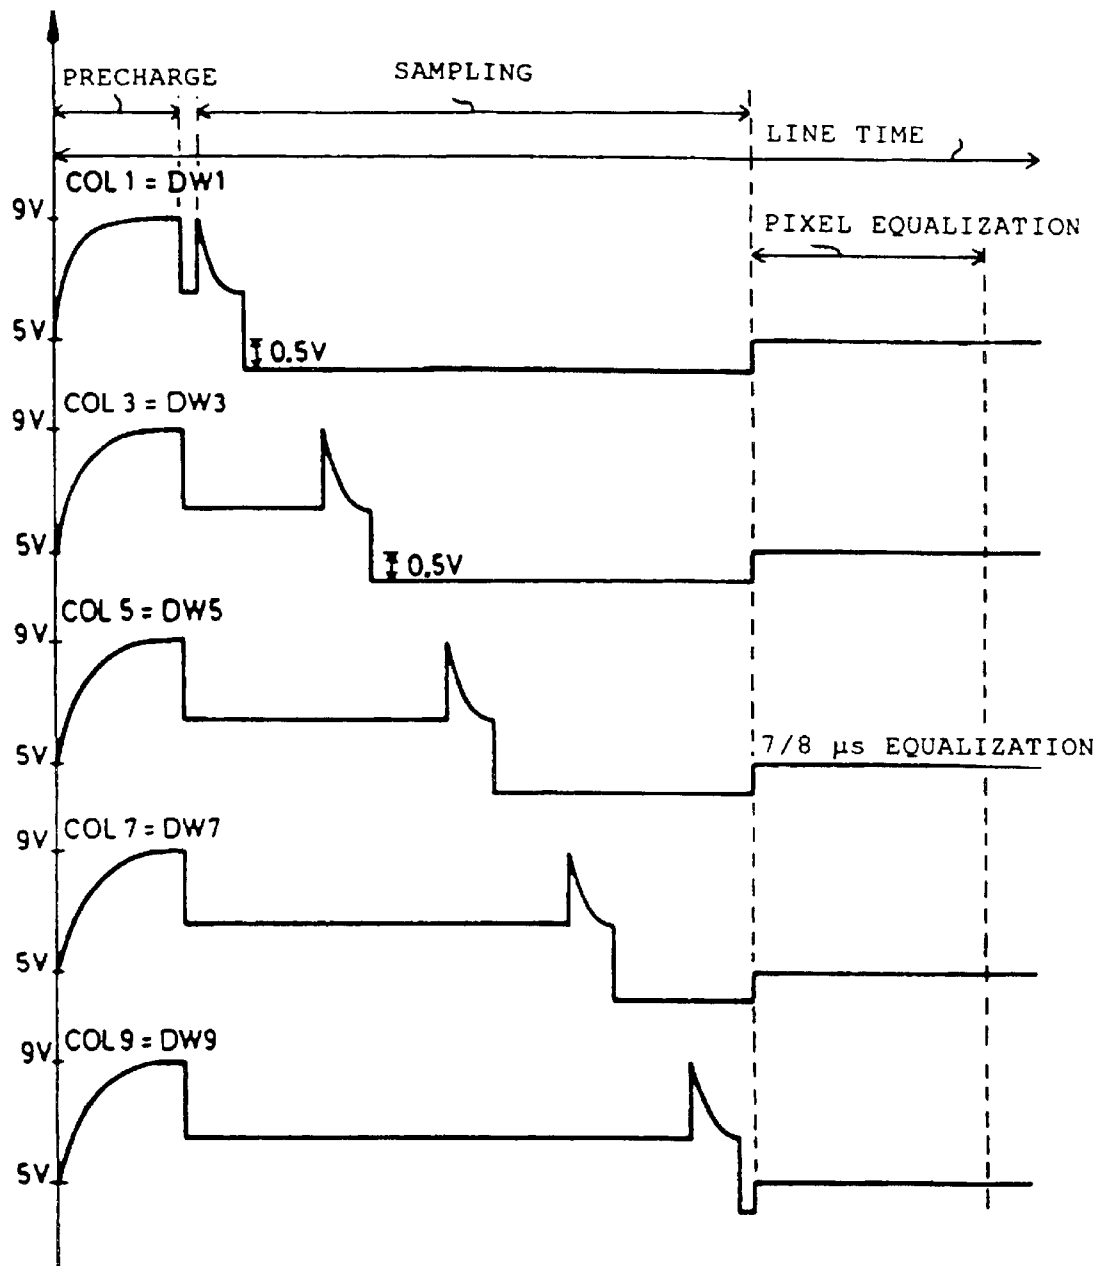 PRECHARGE
SAMPLING
LINE TIME
COL 1 = DW1
9V
PIXEL EQUALIZATION
5V
0.5V
COL 3 = DW3
9V
5V
0.5V
COL 5 = DW5
9V
5V
7/8 µs EQUALIZATION
COL 7 = DW7
9V
5V
COL 9 = DW9
9V
5V